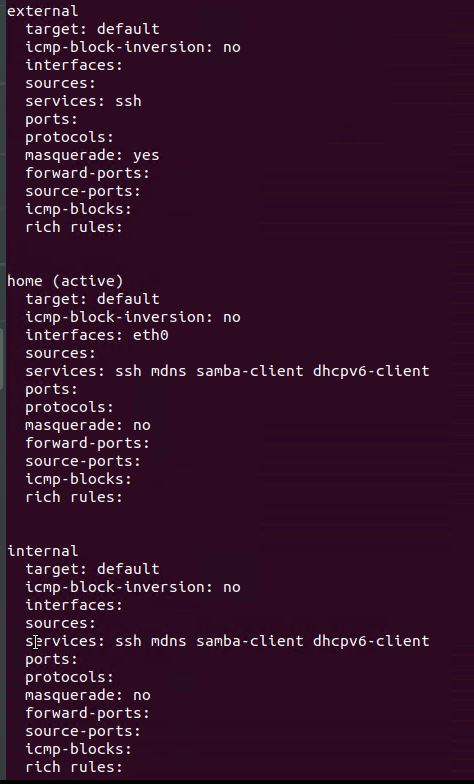 external
  target: default
  icmp-block-inversion: no
  interfaces:
  sources:
  services: ssh
  ports:
  protocols:
  masquerade: yes
  forward-ports:
  source-ports:
  icmp-blocks:
  rich rules:
home (active)
  target: default
  icmp-block-inversion: no
  interfaces: eth0
  sources:
  services: ssh mdns samba-client dhcpv6-client
  ports:
  protocols:
  masquerade: no
  forward-ports:
  source-ports:
  icmp-blocks:
  rich rules:
internal
  target: default
  icmp-block-inversion: no
  interfaces:
  sources:
  services: ssh mdns samba-client dhcpv6-client
  ports:
  protocols:
  masquerade: no
  forward-ports:
  source-ports:
  icmp-blocks:
  rich rules: